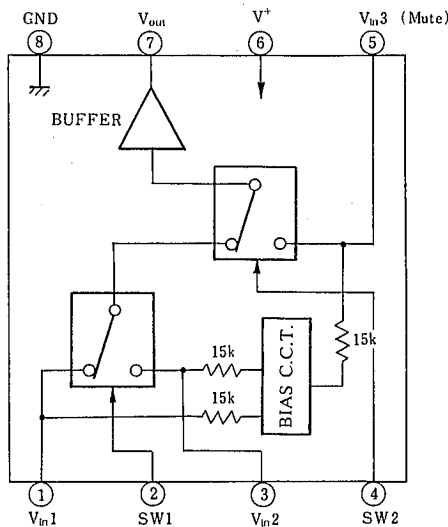 GND Vout V+ VIn3 (Mute)
8 7 6 5
BUFFER
15k
15k
15k
BIAS C.C.T.
1 2 3 4
VIn1 SW1 VIn2 SW2